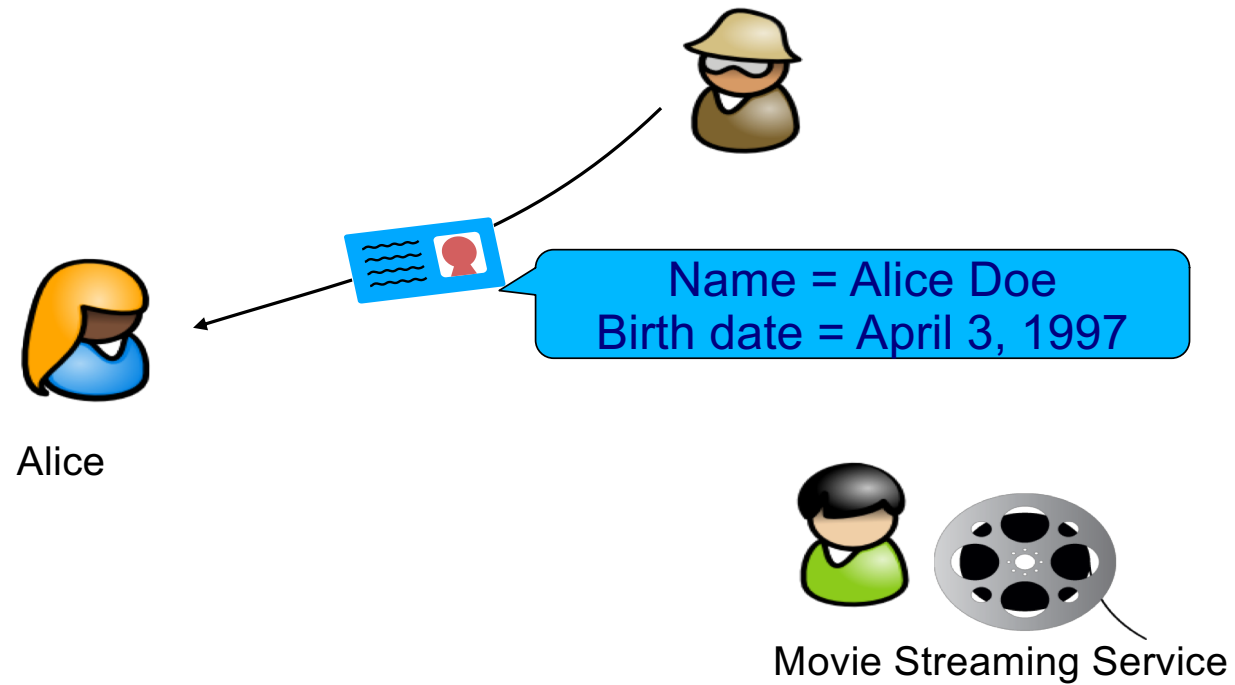 Name = Alice Doe
Birth date = April 3, 1997
Alice
Movie Streaming Service